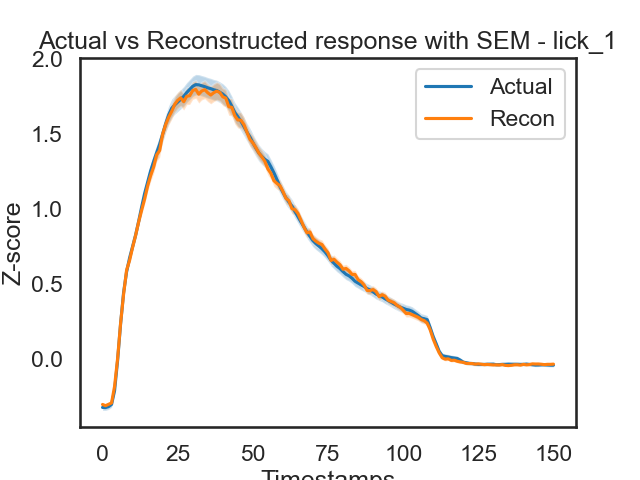 Actual vs Reconstructed response with SEM - lick_1
2.0
1.5
1.0
0.5
0.0
Z-score
Actual
Recon
0 25 50 75 100 125 150
Timestamps